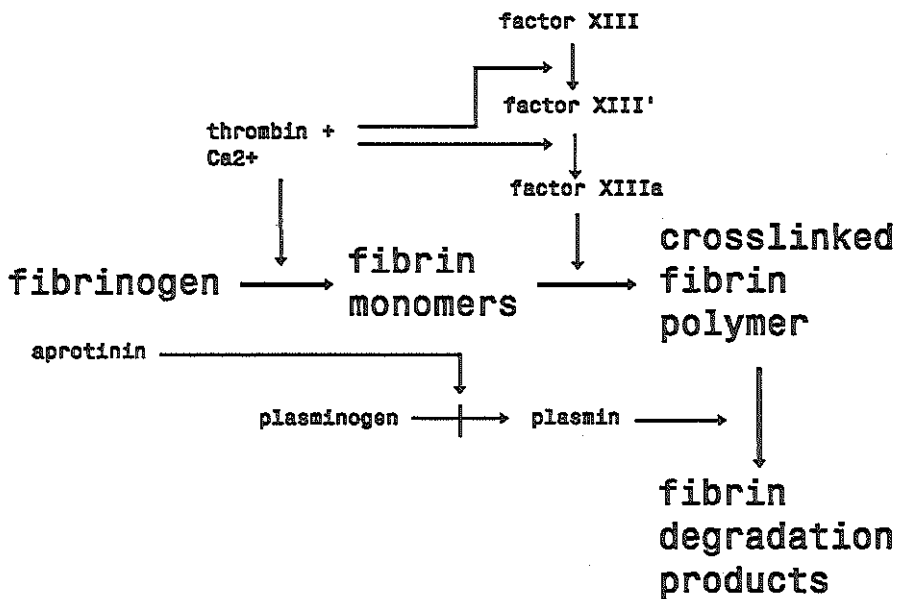 factor XIII
factor XIII'
thrombin +
Ca2+
factor XIIIa
fibrinogen
fibrin
monomers
crosslinked
fibrin
polymer
aprotinin
plasminogen
plasmin
fibrin
degradation
products